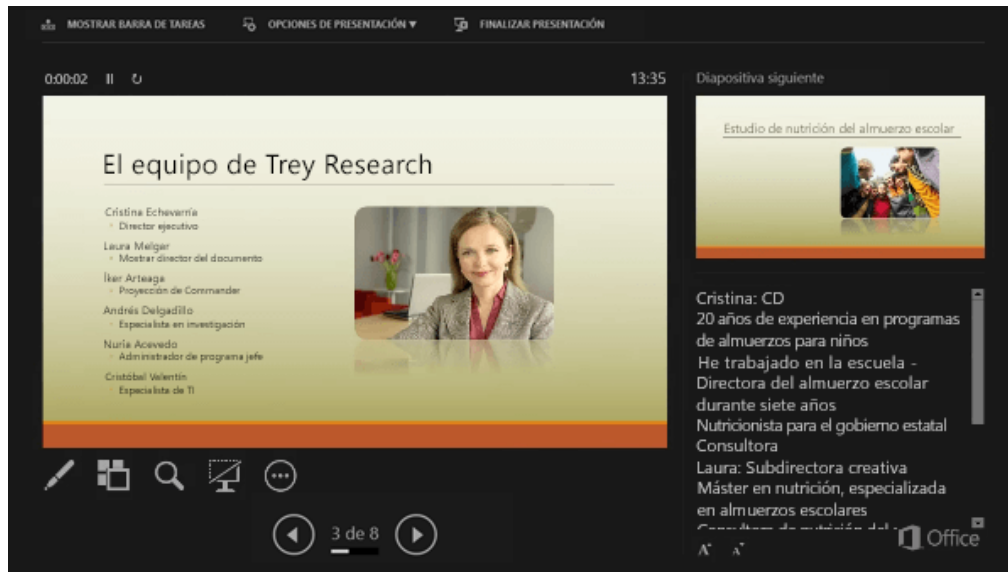 MOSTRAR BARRA DE TAREAS
OPCIONES DE PRESENTACIÓN ▼
FINALIZAR PRESENTACIÓN
0:00:02
13:35
El equipo de Trey Research
Cristina Echevarría
Director ejecutivo
Laura Melgar
Mostrar director del documento
Íker Arteaga
Proyección de Commander
Andrés Delgadillo
Especialista en investigación
Nuria Acevedo
Administrador de programa jefe
Cristóbal Valentín
Especialista de TI
3 de 8
Diapositiva siguiente
Estudio de nutrición del almuerzo escolar
Cristina: CD
20 años de experiencia en programas
de almuerzos para niños
He trabajado en la escuela -
Directora del almuerzo escolar
durante siete años
Nutricionista para el gobierno estatal
Consultora
Laura: Subdirectora creativa
Máster en nutrición, especializada
en almuerzos escolares
Office
A A